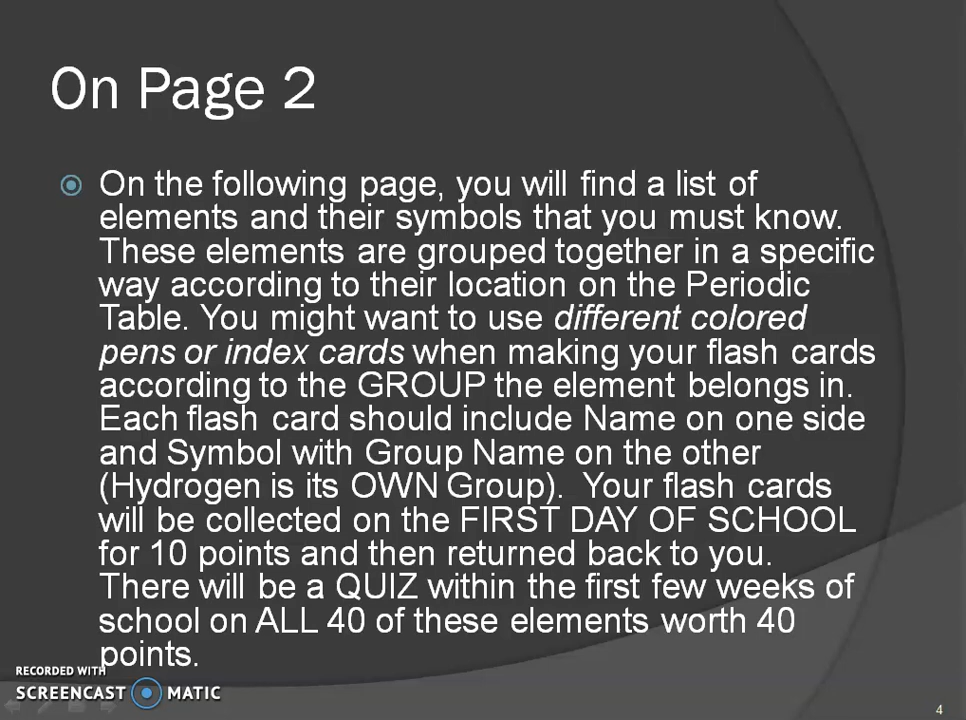 On Page 2
On the following page, you will find a list of
elements and their symbols that you must know.
These elements are grouped together in a specific
way according to their location on the Periodic
Table. You might want to use different colored
pens or index cards when making your flash cards
according to the GROUP the element belongs in.
Each flash card should include Name on one side
and Symbol with Group Name on the other
(Hydrogen is its OWN Group).  Your flash cards
will be collected on the FIRST DAY OF SCHOOL
for 10 points and then returned back to you.
There will be a QUIZ within the first few weeks of
school on ALL 40 of these elements worth 40
points.
RECORDED WITH
SCREENCAST MATIC
4